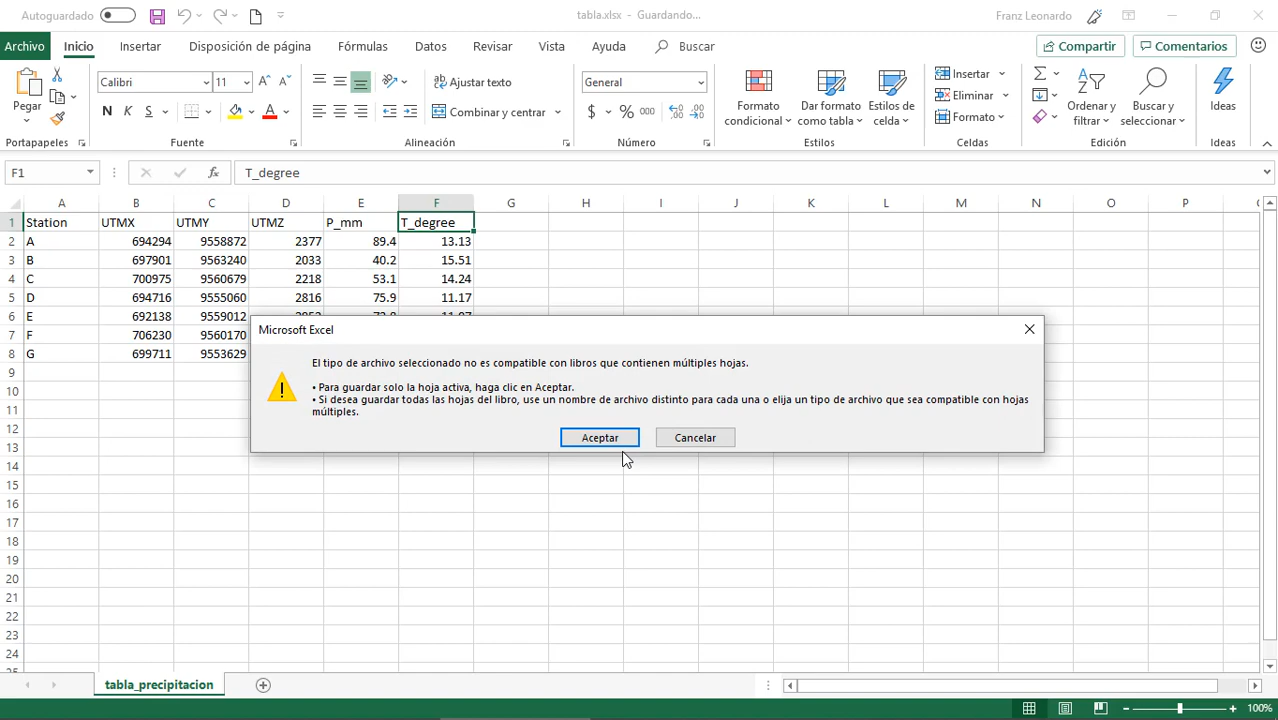 Autoguardado
tabla.xlsx - Guardando...
Franz Leonardo
Archivo Inicio Insertar Disposición de página Fórmulas Datos Revisar Vista Ayuda Buscar Compartir Comentarios
Pegar
Calibri 11
N K S
Ajustar texto
Combinar y centrar
General
$ % 000
Formato condicional
Dar formato como tabla
Estilos de celda
Insertar
Eliminar
Formato
Ordenar y filtrar
Buscar y seleccionar
Ideas
Portapapeles Fuente Alineación Número Estilos Celdas Edición Ideas
F1 fx T_degree
A B C D E F G H I J K L M N O P
1 Station UTMX UTMY UTMZ P_mm T_degree
2 A 694294 9558872 2377 89.4 13.13
3 B 697901 9563240 2033 40.2 15.51
4 C 700975 9560679 2218 53.1 14.24
5 D 694716 9555060 2816 75.9 11.17
6 E 692138 9559012
7 F 706230 9560170
8 G 699711 9553629
9
10
11
12
13
14
15
16
17
18
19
20
21
22
23
24
Microsoft Excel
El tipo de archivo seleccionado no es compatible con libros que contienen múltiples hojas.
• Para guardar solo la hoja activa, haga clic en Aceptar.
• Si desea guardar todas las hojas del libro, use un nombre de archivo distinto para cada una o elija un tipo de archivo que sea compatible con hojas
múltiples.
Aceptar Cancelar
tabla_precipitacion
100%